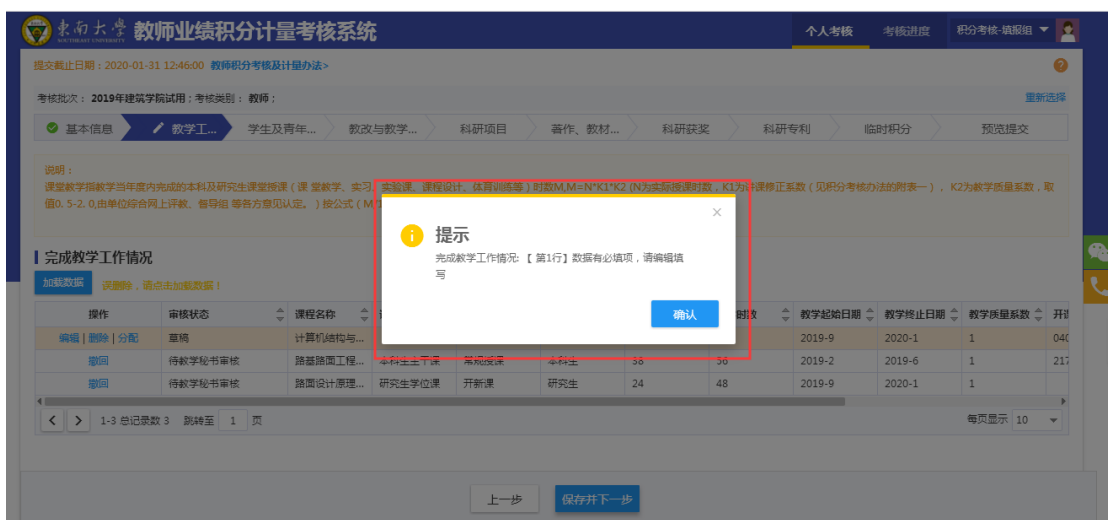 東南大學 教师业绩积分计量考核系统
SOUTHEAST UNIVERSITY
个人考核 考核进度 积分考核-填报组
提交截止日期：2020-01-31 12:46:00 教师积分考核及计量办法>
考核批次： 2019年建筑学院试用；考核类别： 教师；
重新选择
基本信息 教学工... 学生及青年... 教改与教学... 科研项目 著作、教材... 科研获奖 科研专利 临时积分 预览提交
说明：
课堂教学指教学当年度内完成的本科及研究生课堂授课（课 堂教学、实习、实验课、课程设计、体育训练等）时数M,M=N*K1*K2 (N为实际授课时数，K1为讲课修正系数（见积分考核办法的附表一），K2为教学质量系数，取
值0. 5-2. 0,由单位综合网上评教、督导组 等各方意见认定。）按公式（M
提示
完成教学工作情况: 【 第1行】数据有必填项，请编辑填
写
确认
完成教学工作情况
加载数据 误删除，请点击加载数据！
操作 审核状态 课程名称 时数 教学起始日期 教学终止日期 教学质量系数 开课
编辑 | 删除 | 分配 草稿 计算机结构与... 2019-9 2020-1 1 040
撤回 待教学秘书审核 路基路面工程... 本科生主干课 常规授课 本科生 38 56 2019-2 2019-6 1 217
撤回 待教学秘书审核 路面设计原理... 研究生学位课 开新课 研究生 24 48 2019-9 2020-1 1
1-3 总记录数 3 跳转至 1 页
每页显示 10
上一步 保存并下一步